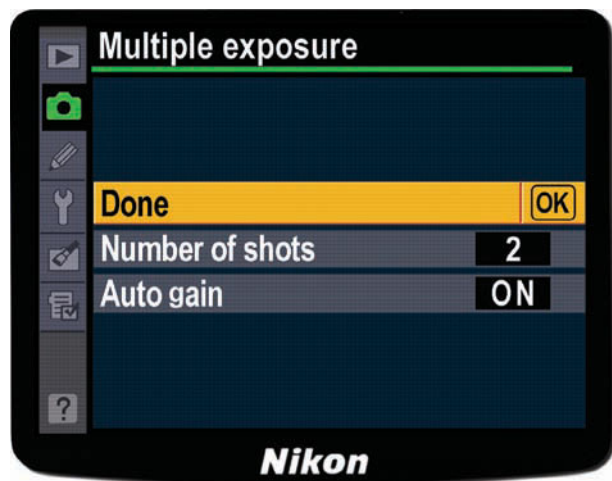 Multiple exposure
Done OK
Number of shots 2
Auto gain ON
?
Nikon